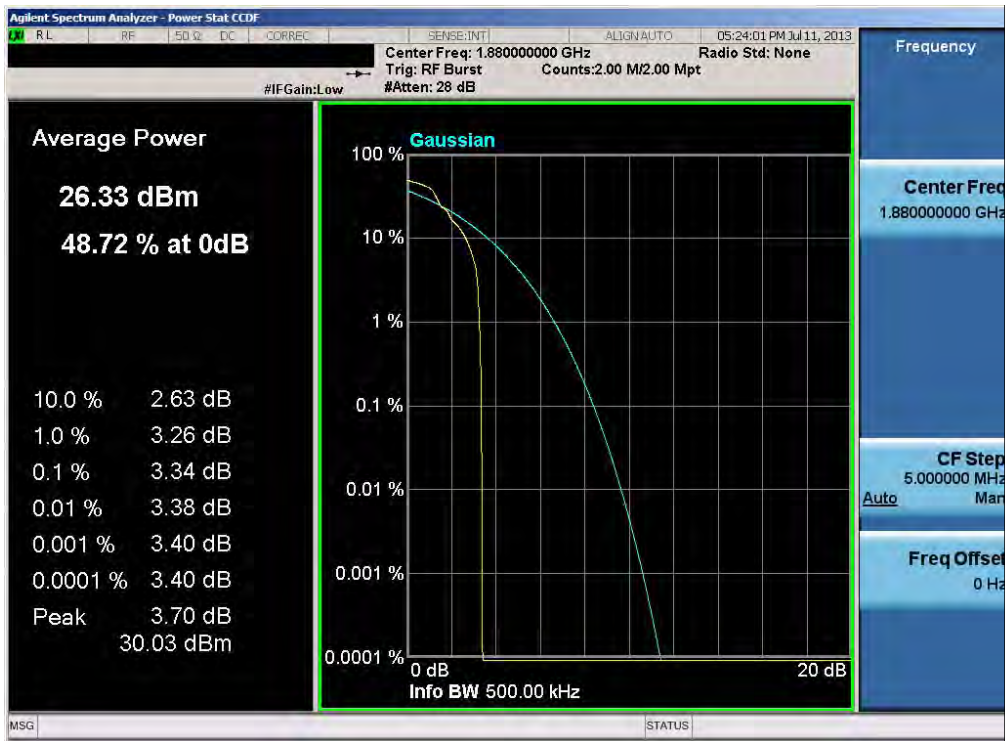 Agilent Spectrum Analyzer - Power Stat CCDF
LXI RL RF 50 Ω DC CORREC SENSE:INT ALIGN AUTO 05:24:01 PM Jul 11, 2013
Center Freq: 1.880000000 GHz Radio Std: None
Trig: RF Burst Counts:2.00 M/2.00 Mpt
#IFGain:Low #Atten: 28 dB
Average Power
26.33 dBm
48.72 % at 0dB
10.0 % 2.63 dB
1.0 % 3.26 dB
0.1 % 3.34 dB
0.01 % 3.38 dB
0.001 % 3.40 dB
0.0001 % 3.40 dB
Peak 3.70 dB
30.03 dBm
Gaussian
100 %
10 %
1 %
0.1 %
0.01 %
0.001 %
0.0001 %
0 dB 20 dB
Info BW 500.00 kHz
Frequency
Center Freq
1.880000000 GHz
CF Step
5.000000 MHz
Auto Man
Freq Offset
0 Hz
MSG STATUS